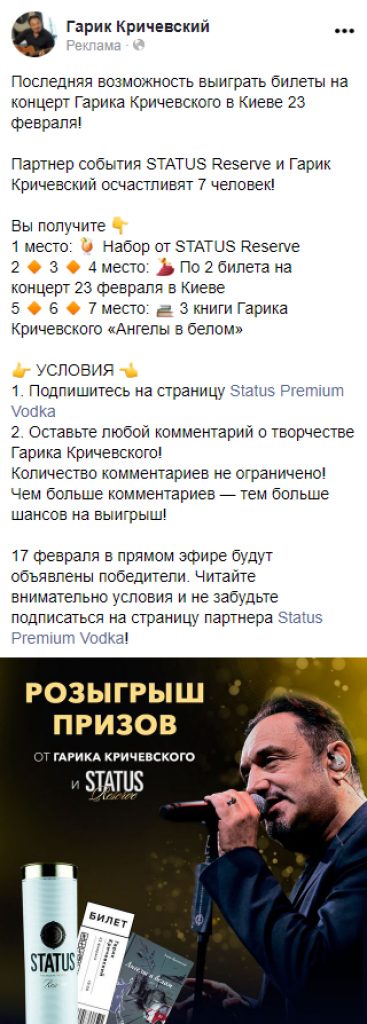 Гарик Кричевский
Реклама ·
Последняя возможность выиграть билеты на
концерт Гарика Кричевского в Киеве 23
февраля!
Партнер события STATUS Reserve и Гарик
Кричевский осчастливят 7 человек!
Вы получите 👇
1 место: 🍹 Набор от STATUS Reserve
2 🔸 3 🔸 4 место: 💃 По 2 билета на
концерт 23 февраля в Киеве
5 🔸 6 🔸 7 место: 📚 3 книги Гарика
Кричевского «Ангелы в белом»
👉 УСЛОВИЯ 👈
1. Подпишитесь на страницу Status Premium
Vodka
2. Оставьте любой комментарий о творчестве
Гарика Кричевского!
Количество комментариев не ограничено!
Чем больше комментариев — тем больше
шансов на выигрыш!
17 февраля в прямом эфире будут
объявлены победители. Читайте
внимательно условия и не забудьте
подписаться на страницу партнера Status
Premium Vodka!
РОЗЫГРЫШ
ПРИЗОВ
ОТ ГАРИКА КРИЧЕВСКОГО
И STATUS
Reserve
БИЛЕТ
Гарик
Кричевский
STATUS
Ангелы в белом